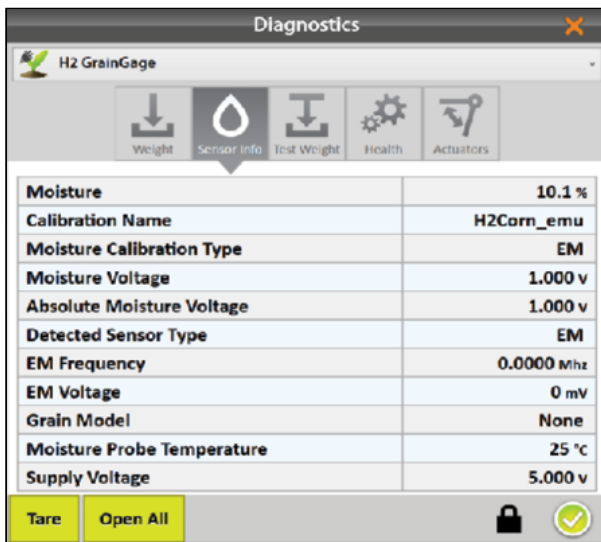 Diagnostics
H2 GrainGage
Weight Sensor Info Test Weight Health Actuators
Moisture 10.1 %
Calibration Name H2Corn_emu
Moisture Calibration Type EM
Moisture Voltage 1.000 v
Absolute Moisture Voltage 1.000 v
Detected Sensor Type EM
EM Frequency 0.0000 Mhz
EM Voltage 0 mV
Grain Model None
Moisture Probe Temperature 25 °C
Supply Voltage 5.000 v
Tare Open All